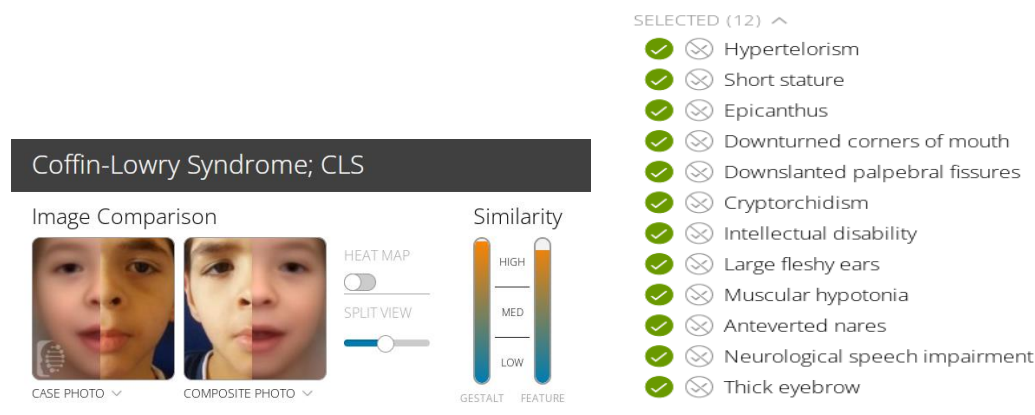 Coffin-Lowry Syndrome; CLS
Image Comparison
Similarity
HEAT MAP
SPLIT VIEW
HIGH
MED
LOW
CASE PHOTO
COMPOSITE PHOTO
GESTALT FEATURE
SELECTED (12)
Hypertelorism
Short stature
Epicanthus
Downturned corners of mouth
Downslanted palpebral fissures
Cryptorchidism
Intellectual disability
Large fleshy ears
Muscular hypotonia
Anteverted nares
Neurological speech impairment
Thick eyebrow